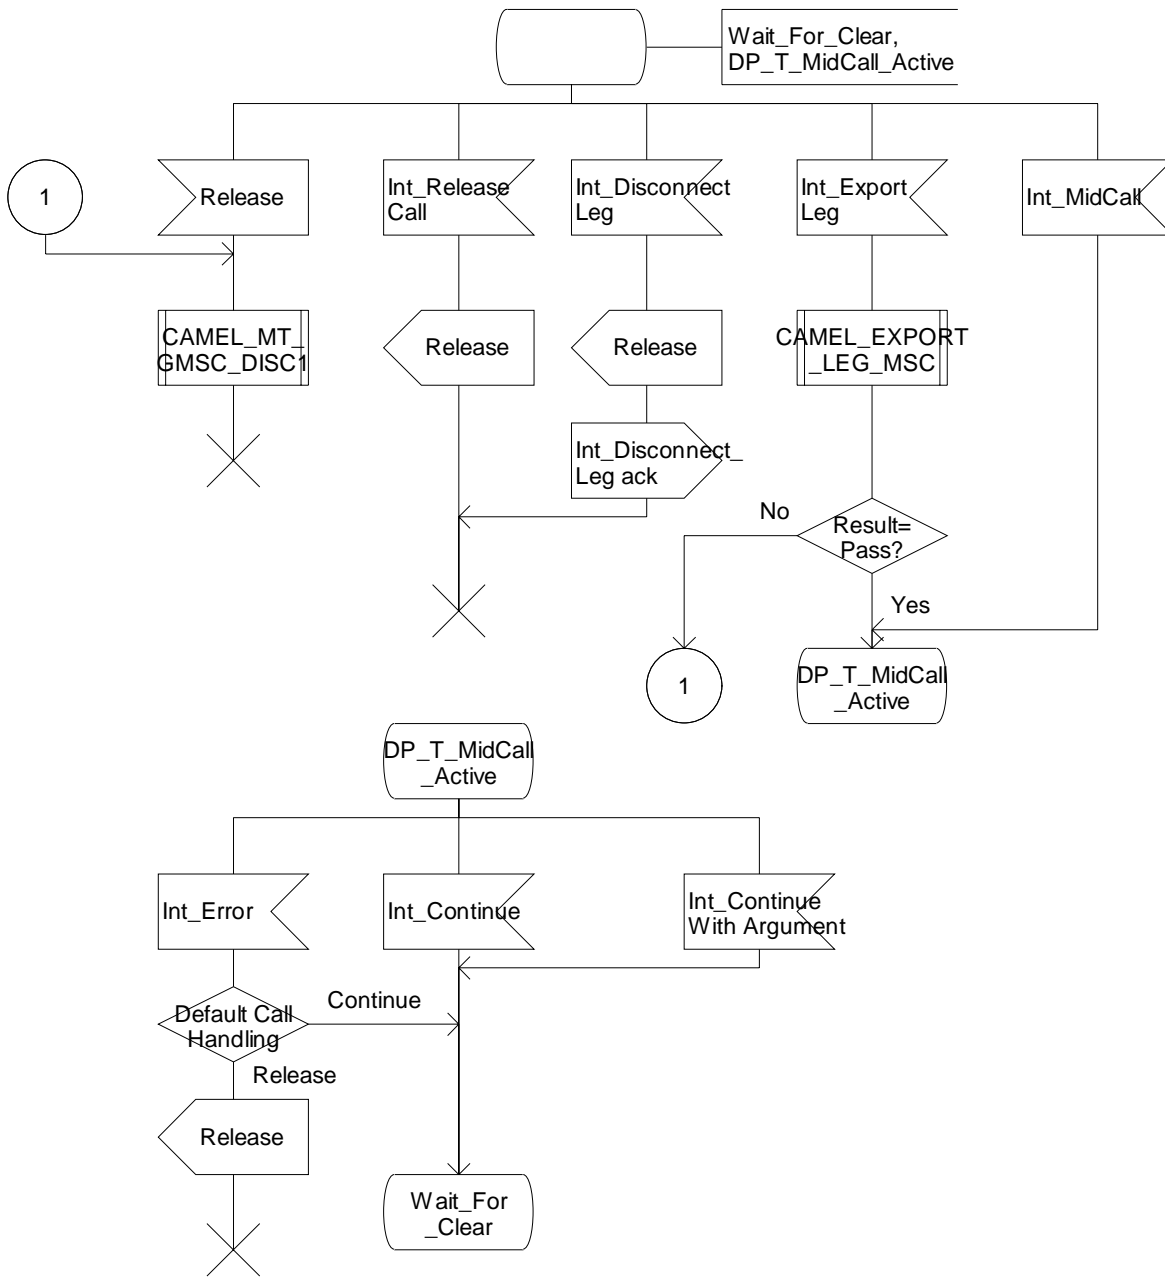 Wait_For_Clear,
DP_T_MidCall_Active
1
Release
Int_Release
Call
Int_Disconnect
Leg
Int_Export
Leg
Int_MidCall
CAMEL_MT_
GMSC_DISC1
Release
Release
CAMEL_EXPORT
_LEG_MSC
Int_Disconnect_
Leg ack
No
Result=
Pass?
Yes
1
DP_T_MidCall
_Active
DP_T_MidCall
_Active
Int_Error
Int_Continue
Int_Continue
With Argument
Default Call
Handling
Continue
Release
Release
Wait_For
_Clear